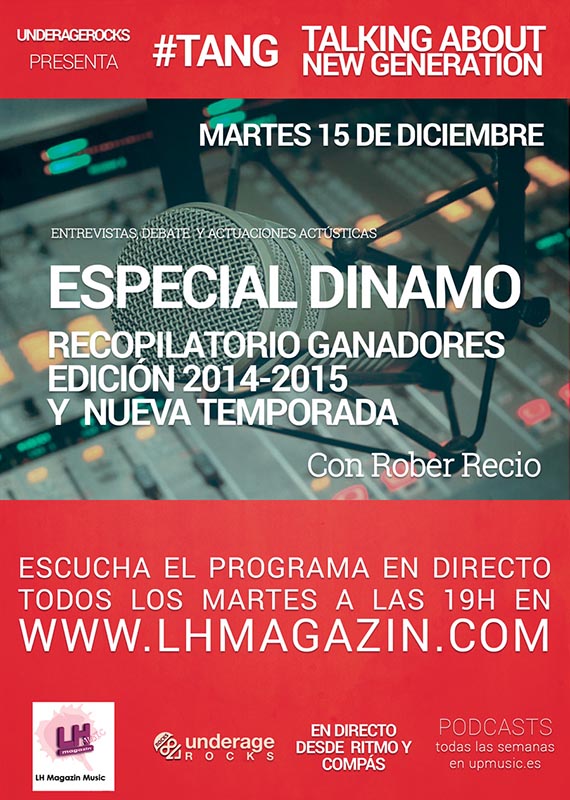 UNDERAGEROCKS
PRESENTA
#TANG
TALKING ABOUT
NEW GENERATION
MARTES 15 DE DICIEMBRE
ENTREVISTAS, DEBATE Y ACTUACIONES ACTÚSTICAS
ESPECIAL DINAMO
RECOPILATORIO GANADORES
EDICIÓN 2014-2015
Y NUEVA TEMPORADA
Con Rober Recio
ESCUCHA EL PROGRAMA EN DIRECTO
TODOS LOS MARTES A LAS 19H EN
WWW.LHMAGAZIN.COM
LH music
magazin
LH Magazin Music
underage
ROCKS
EN DIRECTO
DESDE RITMO Y
COMPÁS
PODCASTS
todas las semanas
en upmusic.es